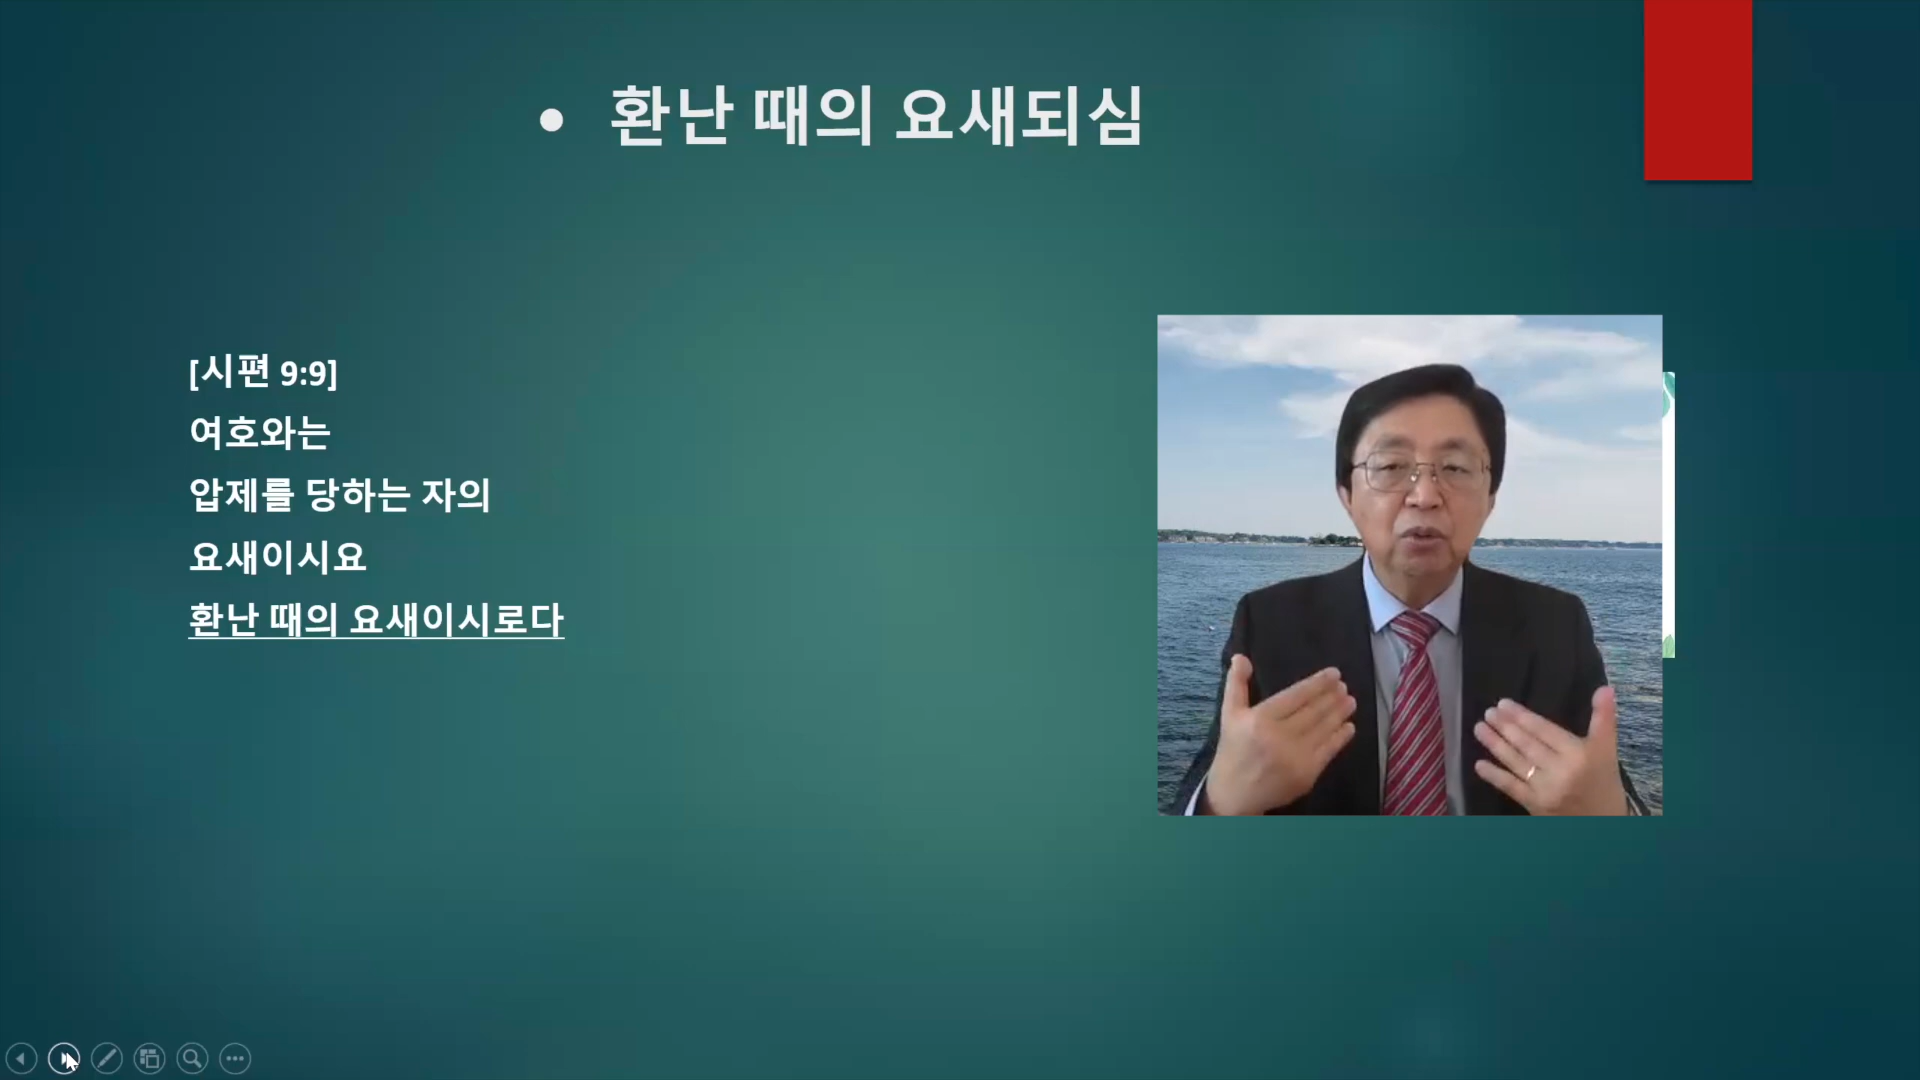 • 환난 때의 요새되심
[시편 9:9]
여호와는
압제를 당하는 자의
요새이시요
환난 때의 요새이시로다